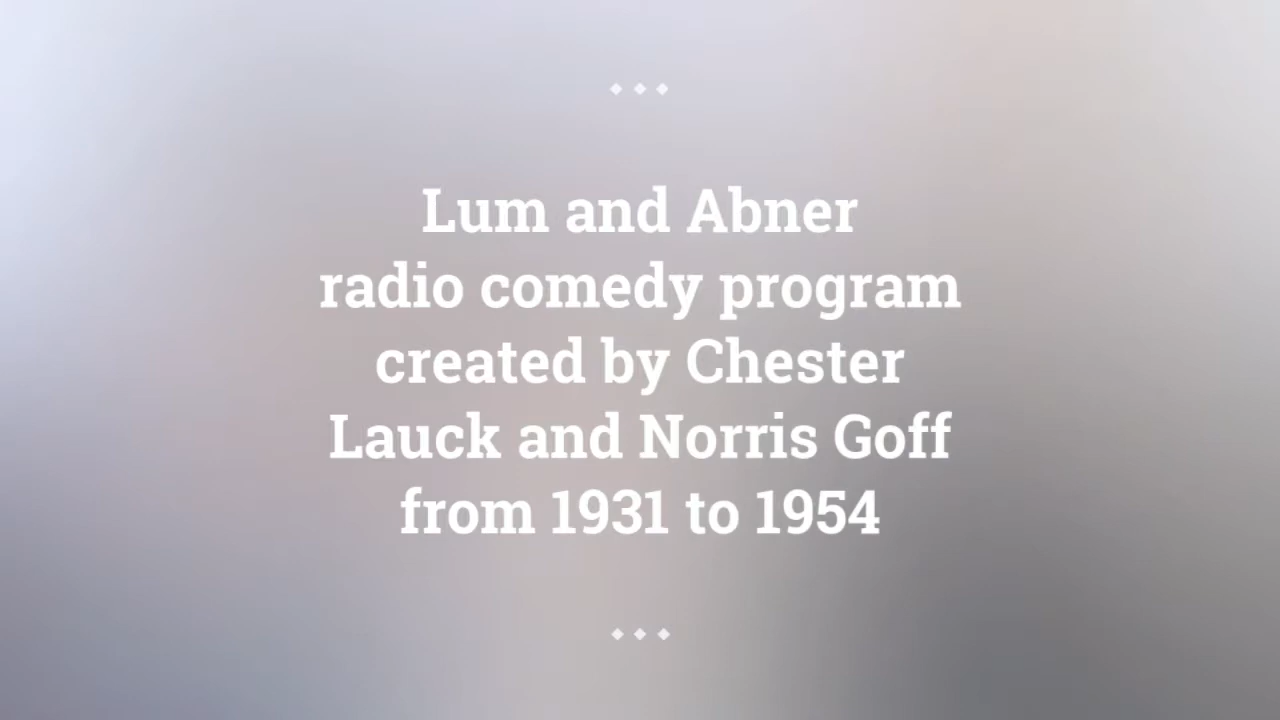 Lum and Abner
radio comedy program
created by Chester
Lauck and Norris Goff
from 1931 to 1954